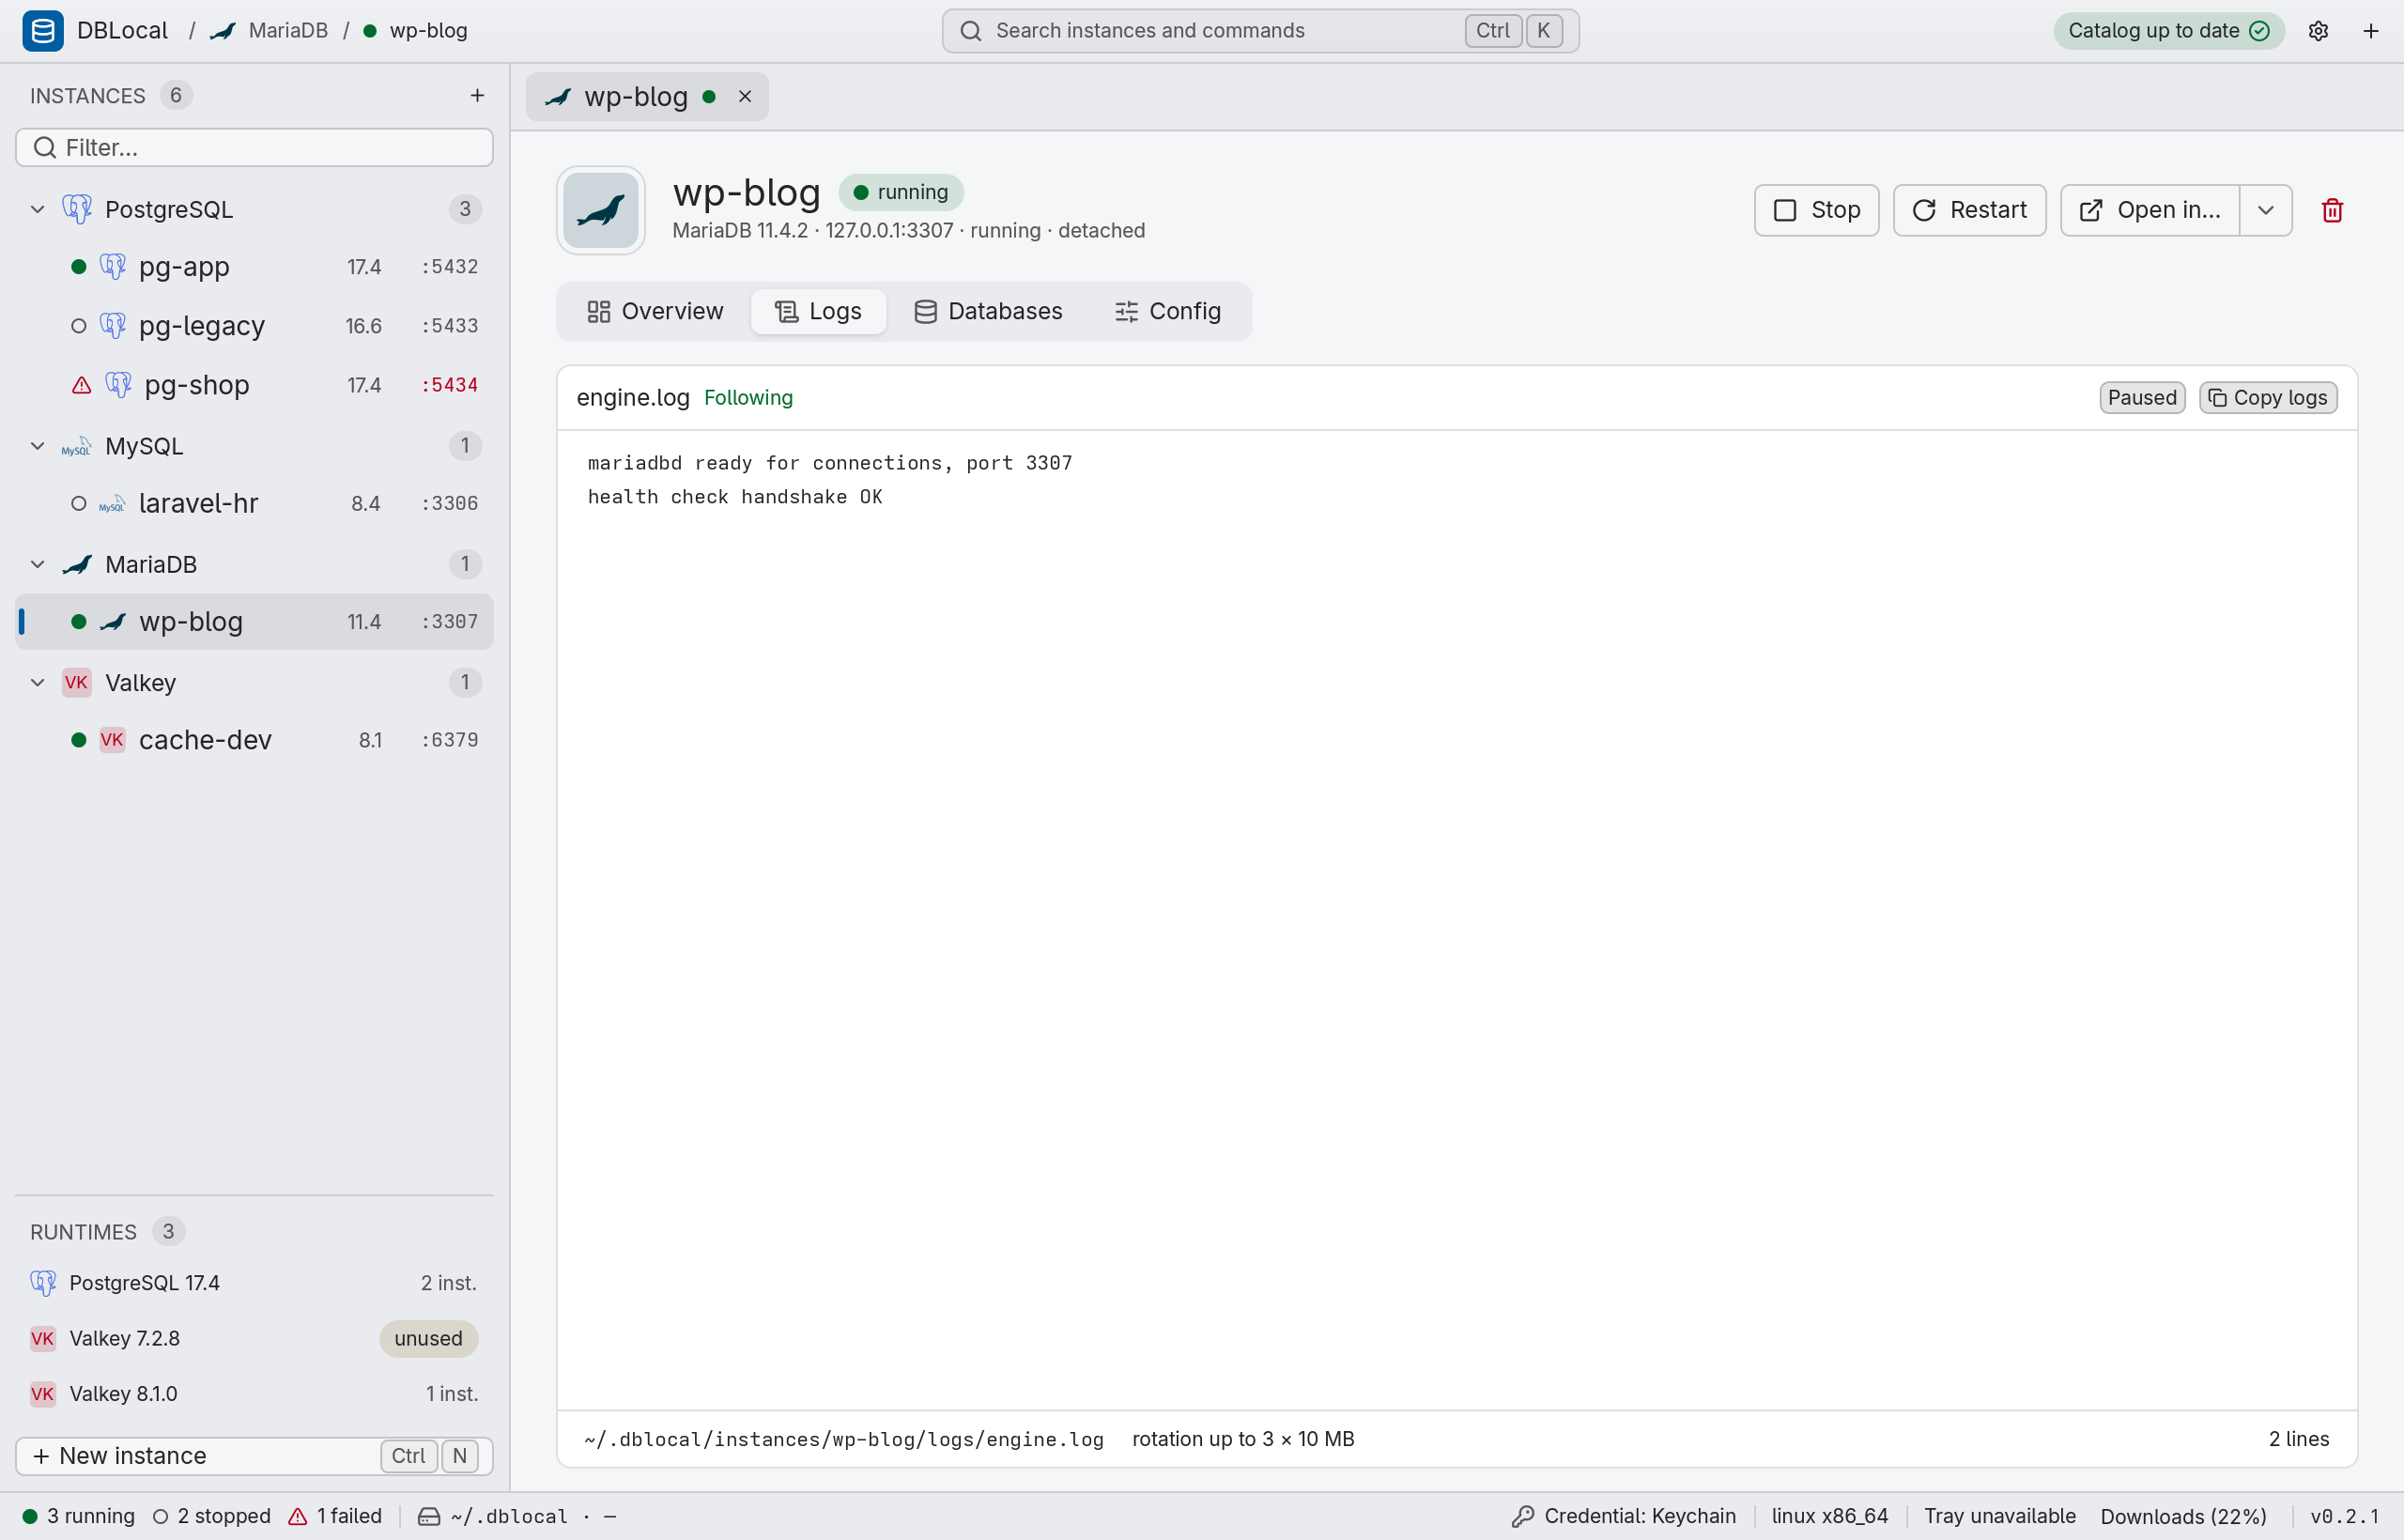 DBLocal / MariaDB / wp-blog
Search instances and commands Ctrl K
Catalog up to date
INSTANCES 6
Filter...
PostgreSQL 3
pg-app 17.4 :5432
pg-legacy 16.6 :5433
pg-shop 17.4 :5434
MySQL MySQL 1
MySQL laravel-hr 8.4 :3306
MariaDB 1
wp-blog 11.4 :3307
VK Valkey 1
VK cache-dev 8.1 :6379
RUNTIMES 3
PostgreSQL 17.4 2 inst.
VK Valkey 7.2.8 unused
VK Valkey 8.1.0 1 inst.
+ New instance Ctrl N
wp-blog
wp-blog running
MariaDB 11.4.2 · 127.0.0.1:3307 · running · detached
Stop Restart Open in...
Overview Logs Databases Config
engine.log Following Paused Copy logs
mariadbd ready for connections, port 3307
health check handshake OK
~/.dblocal/instances/wp-blog/logs/engine.log rotation up to 3 × 10 MB 2 lines
3 running 2 stopped 1 failed ~/.dblocal · — Credential: Keychain linux x86_64 Tray unavailable Downloads (22%) v0.2.1